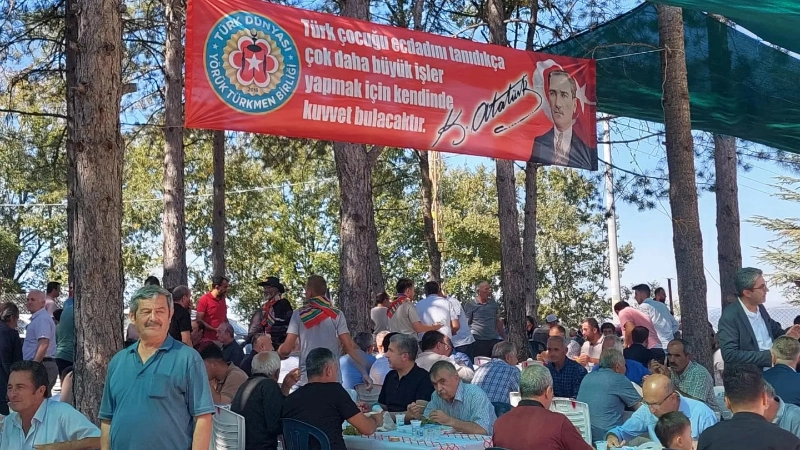 TÜRK DÜNYASI
YÖRÜK TÜRKMEN BİRLİĞİ
Türk çocuğu ecdadını tanıdıkça
çok daha büyük işler
yapmak için kendinde
kuvvet bulacaktır.
K. Atatürk